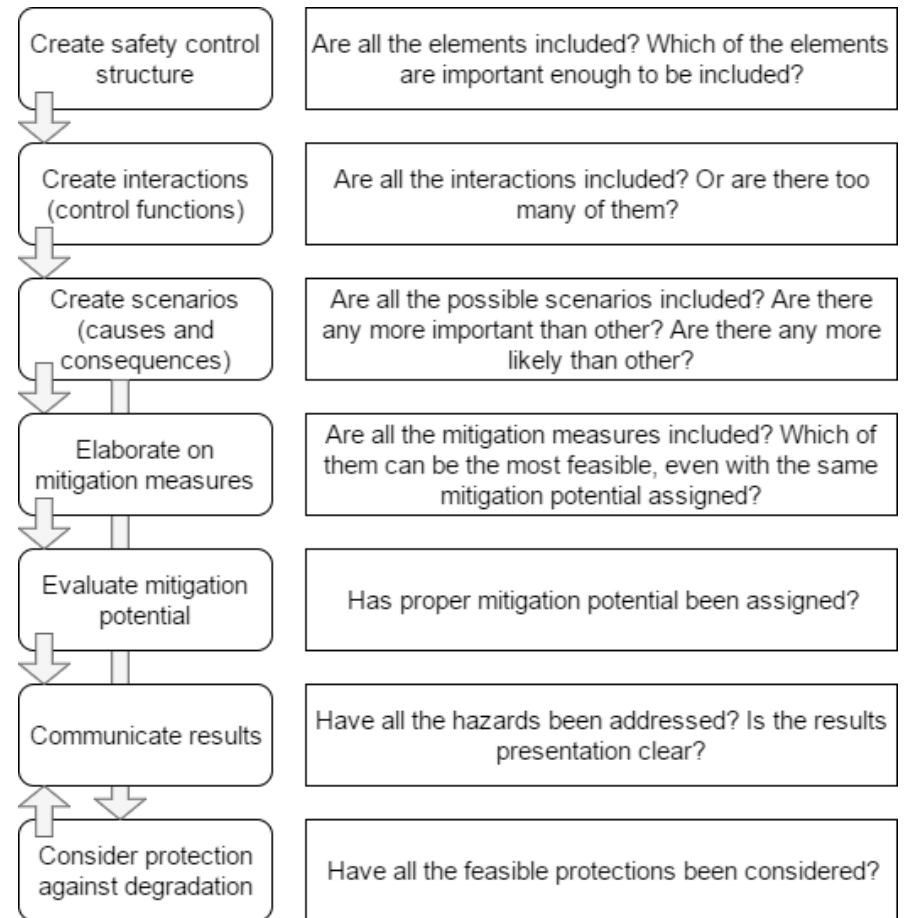 Create safety control
structure
Are all the elements included? Which of the elements
are important enough to be included?
Create interactions
(control functions)
Are all the interactions included? Or are there too
many of them?
Create scenarios
(causes and
consequences)
Are all the possible scenarios included? Are there
any more important than other? Are there any more
likely than other?
Elaborate on
mitigation measures
Are all the mitigation measures included? Which of
them can be the most feasible, even with the same
mitigation potential assigned?
Evaluate mitigation
potential
Has proper mitigation potential been assigned?
Communicate results
Have all the hazards been addressed? Is the results
presentation clear?
Consider protection
against degradation
Have all the feasible protections been considered?